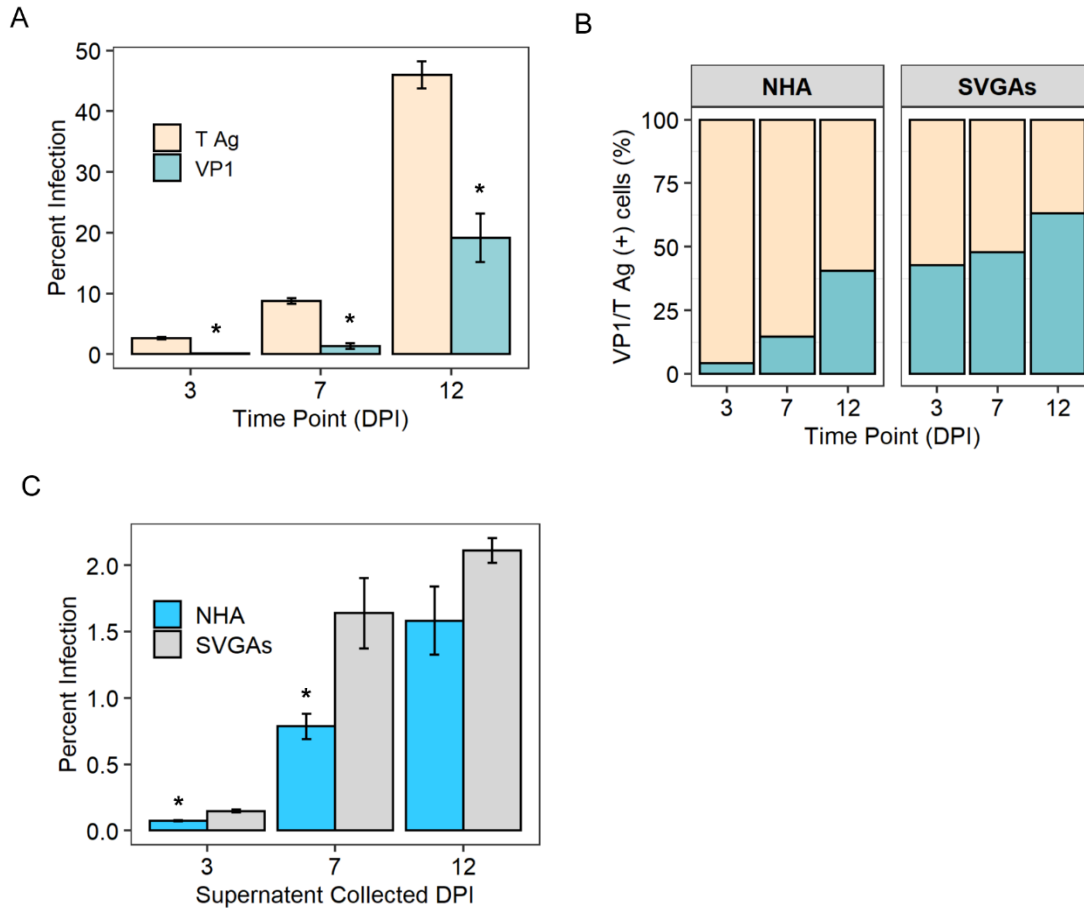 A
50
40
30
20
10
0
Percent Infection
T Ag
VP1
*
*
*
3 7 12
Time Point (DPI)
B
NHA SVGAs
100
75
50
25
0
VP1/T Ag (+) cells (%)
3 7 12 3 7 12
Time Point (DPI)
C
2.0
1.5
1.0
0.5
0.0
Percent Infection
NHA
SVGAs
*
*
3 7 12
Supernatent Collected DPI